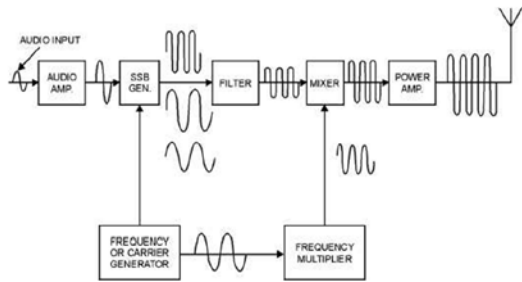 AUDIO INPUT
AUDIO
AMP.
SSB
GEN.
FILTER
MIXER
POWER
AMP.
FREQUENCY
OR CARRIER
GENERATOR
FREQUENCY
MULTIPLIER